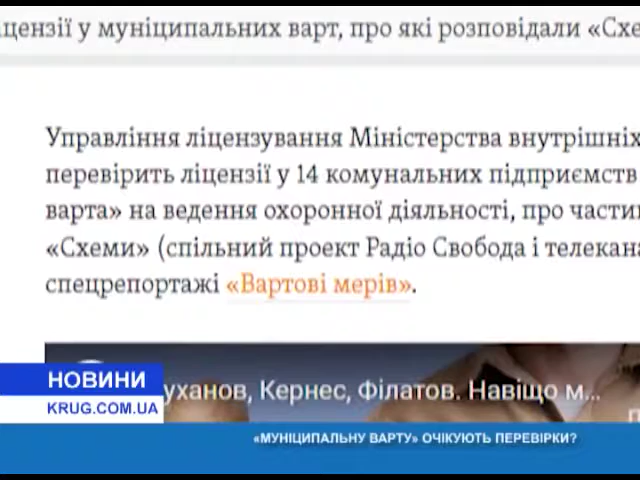 ліцензії у муніципальних варт, про які розповідали «Схе
Управління ліцензування Міністерства внутрішніх
перевірить ліцензії у 14 комунальних підприємств
варта» на ведення охоронної діяльності, про части
«Схеми» (спільний проект Радіо Свобода і телекана
спецрепортажі «Вартові мерів».
уханов, Кернес, Філатов. Навіщо м...
НОВИНИ
KRUG.COM.UA
«МУНІЦИПАЛЬНУ ВАРТУ» ОЧІКУЮТЬ ПЕРЕВІРКИ?